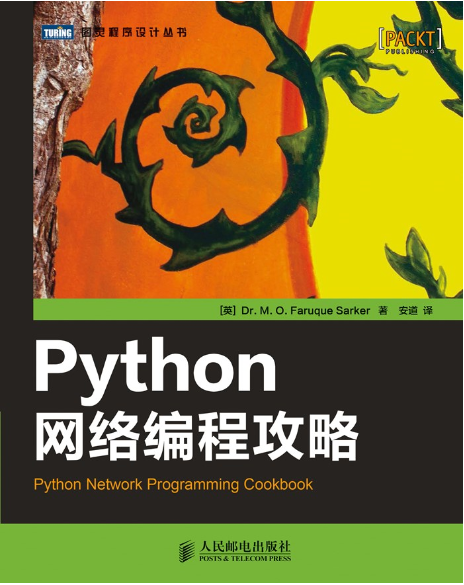 TURING 图灵程序设计丛书
[PACKT]
PUBLISHING
[英] Dr. M. O. Faruque Sarker 著 安道 译
Python
网络编程攻略
Python Network Programming Cookbook
人民邮电出版社
POSTS & TELECOM PRESS